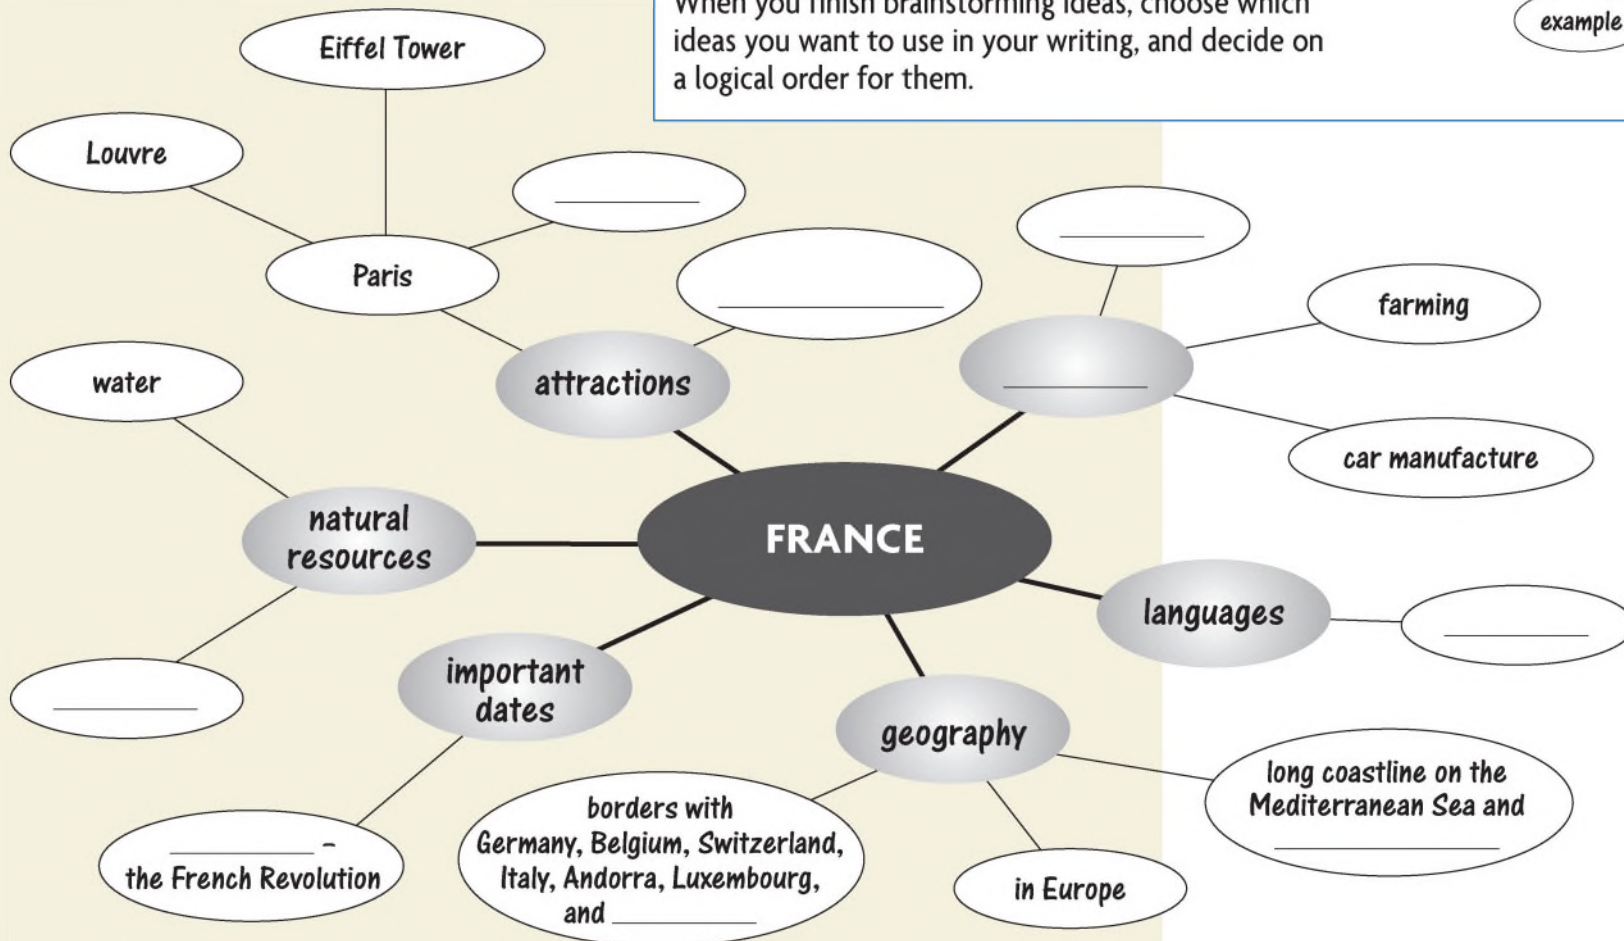 When you finish brainstorming ideas, choose which
ideas you want to use in your writing, and decide on
a logical order for them.
example
Eiffel Tower
Louvre
Paris
attractions
farming
car manufacture
water
natural
resources
FRANCE
languages
important
dates
geography
__________ –
the French Revolution
borders with
Germany, Belgium, Switzerland,
Italy, Andorra, Luxembourg,
and __________
in Europe
long coastline on the
Mediterranean Sea and